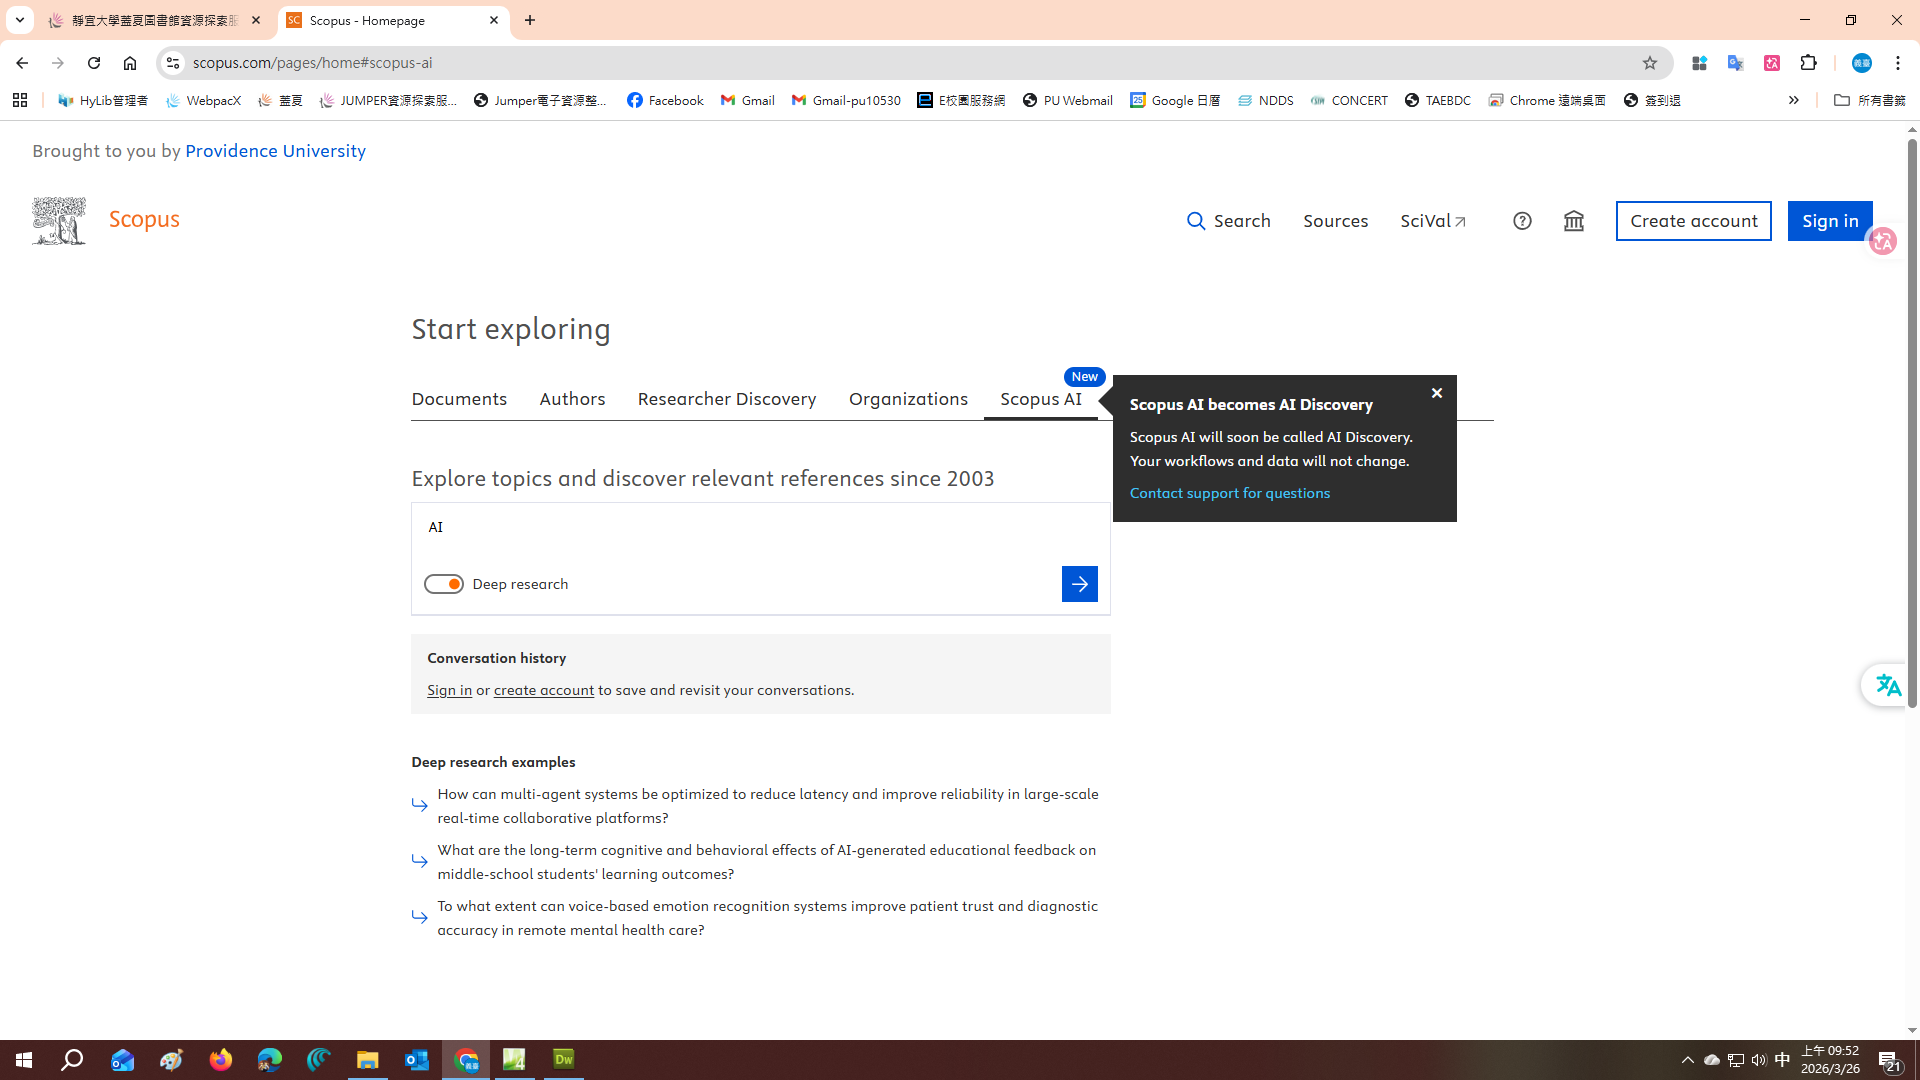 靜宜大學蓋夏圖書館資源探索服
SC Scopus - Homepage
scopus.com/pages/home#scopus-ai
義臺
HyLib管理者
WebpacX
蓋夏
JUMPER資源探索服...
Jumper電子資源整...
Facebook
Gmail
Gmail-pu10530
E校園服務網
PU Webmail
Google 日曆
NDDS
CONCERT
TAEBDC
Chrome 遠端桌面
簽到退
所有書籤
Brought to you by Providence University
Scopus
Search
Sources
SciVal
Create account
Sign in
Start exploring
New
Documents
Authors
Researcher Discovery
Organizations
Scopus AI
Scopus AI becomes AI Discovery
Scopus AI will soon be called AI Discovery.
Your workflows and data will not change.
Contact support for questions
Explore topics and discover relevant references since 2003
AI
Deep research
Conversation history
Sign in or create account to save and revisit your conversations.
Deep research examples
How can multi-agent systems be optimized to reduce latency and improve reliability in large-scale
real-time collaborative platforms?
What are the long-term cognitive and behavioral effects of AI-generated educational feedback on
middle-school students' learning outcomes?
To what extent can voice-based emotion recognition systems improve patient trust and diagnostic
accuracy in remote mental health care?
Dw
中
上午 09:52
2026/3/26
21